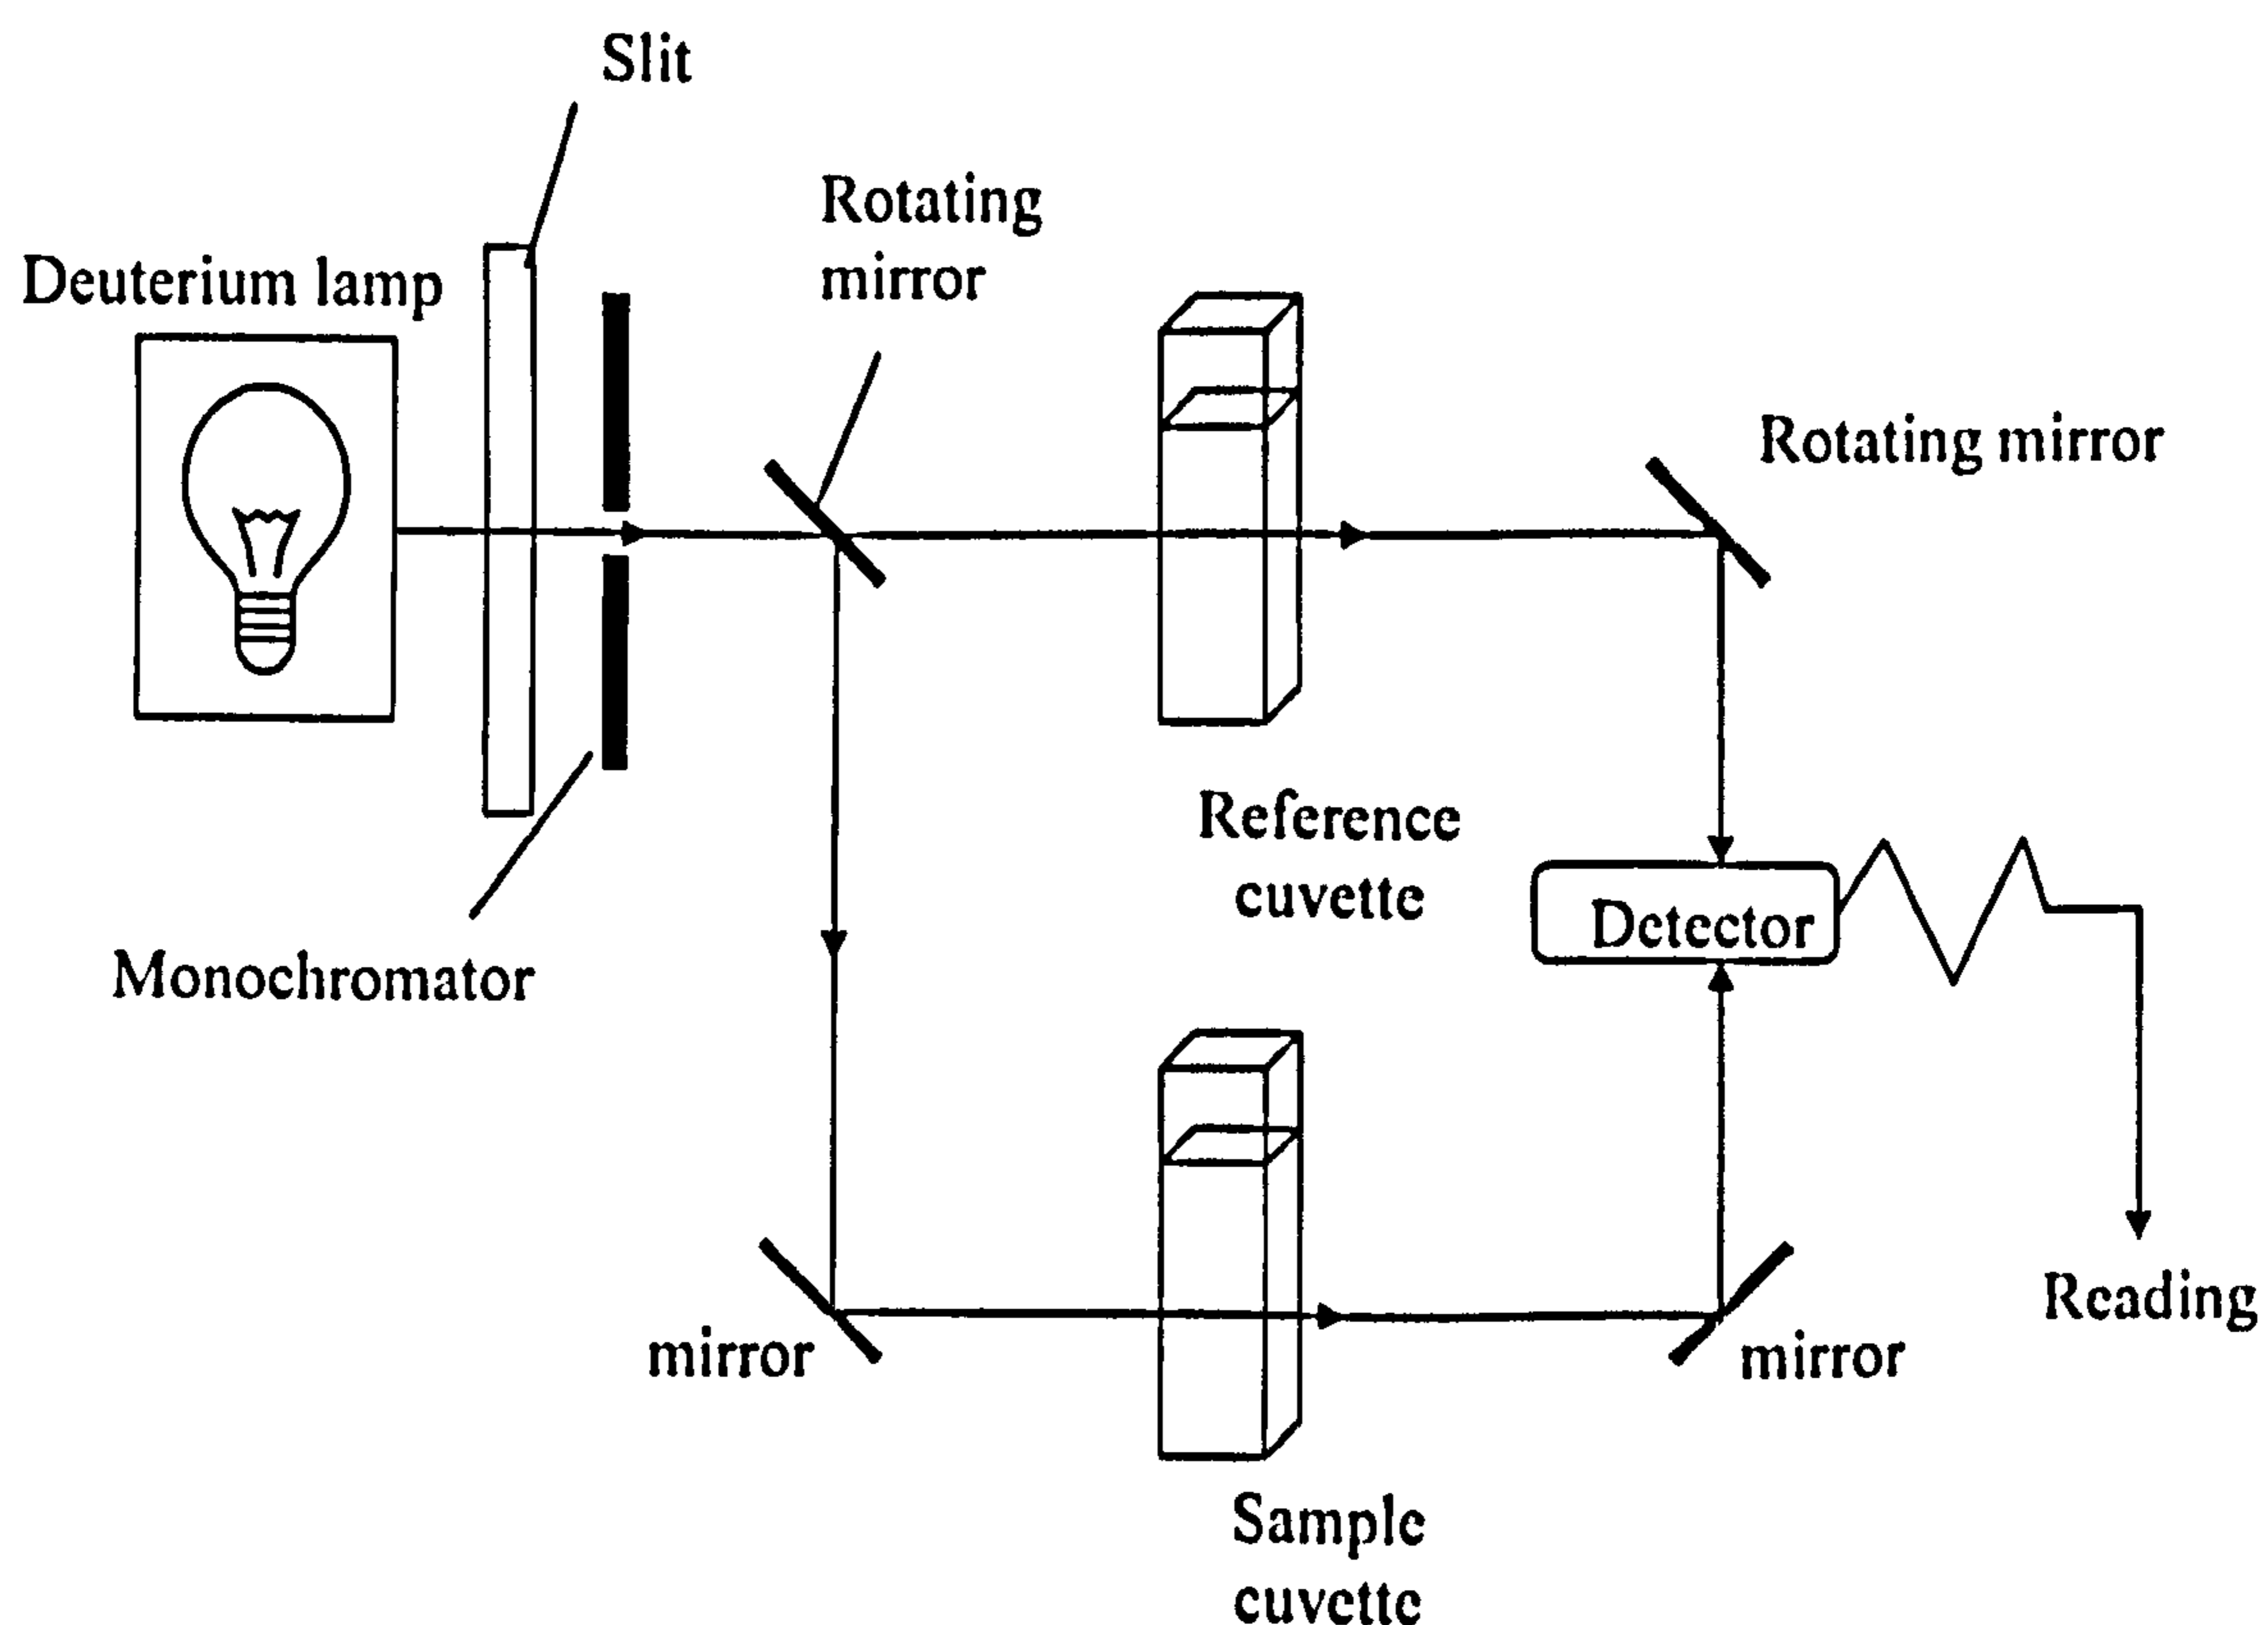 Slit
Rotating
mirror
Deuterium lamp
Rotating mirror
Reference
cuvette
Detector
Monochromator
Reading
mirror
mirror
Sample
cuvette